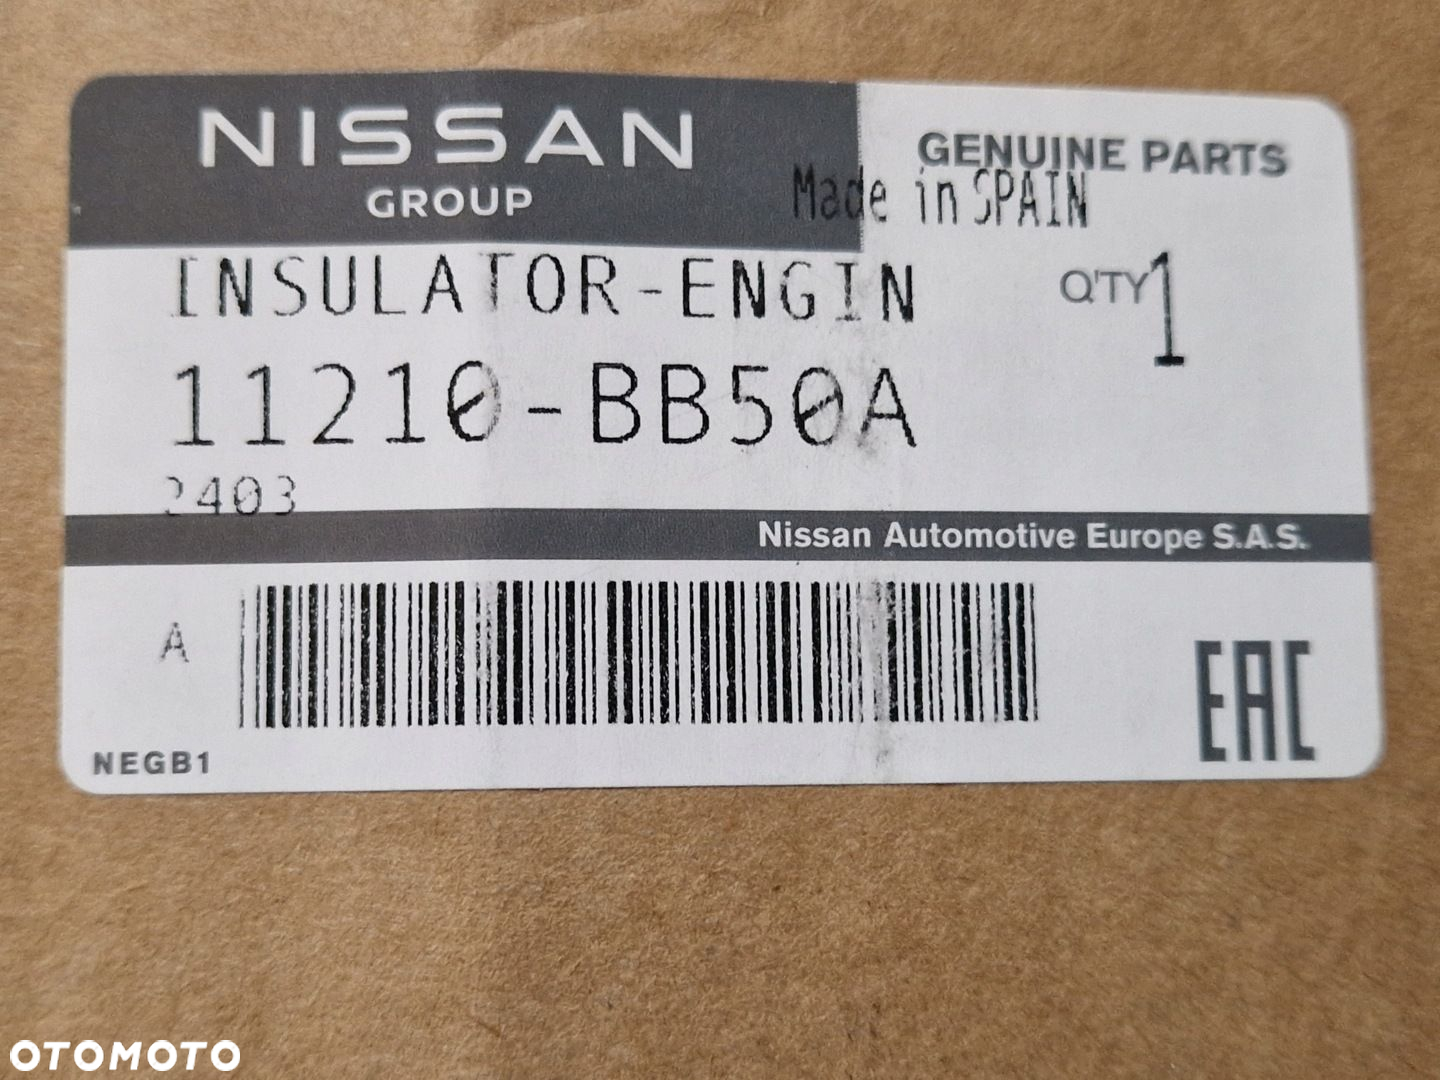 NISSAN
GROUP
GENUINE PARTS
Made in SPAIN
INSULATOR-ENGIN
Q'TY 1
11210-BB50A
2403
Nissan Automotive Europe S.A.S.
A
EAC
NEGB1
OTOMOTO